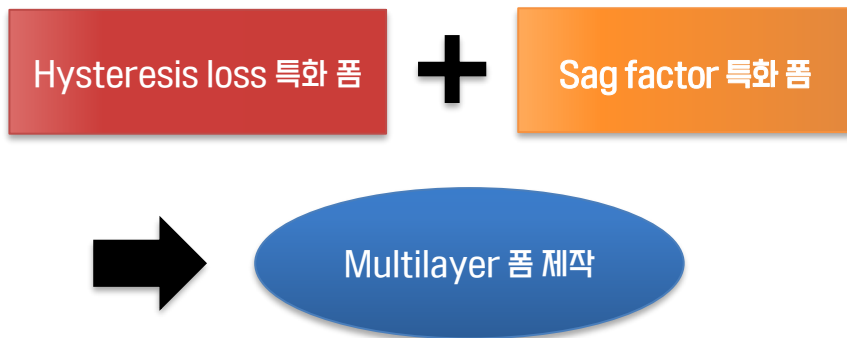 Hysteresis loss 특화 폼
Sag factor 특화 폼
Multilayer 폼 제작